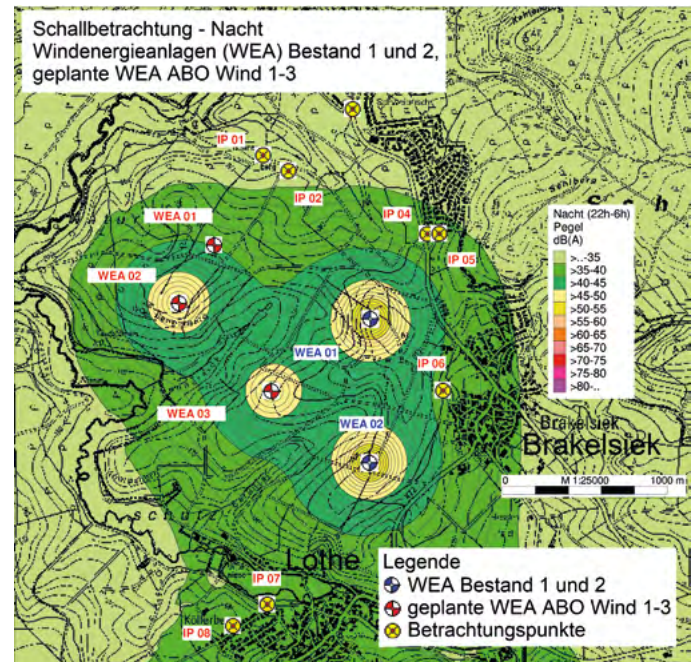 Schallbetrachtung - Nacht
Windenergieanlagen (WEA) Bestand 1 und 2,
geplante WEA ABO Wind 1-3
IP 01
IP 02
WEA 01
IP 04
IP 05
WEA 02
Nacht (22h-6h)
Pegel
dB(A)
>..-35
>35-40
>40-45
>45-50
>50-55
>55-60
>60-65
>65-70
>70-75
>75-80
>80-..
WEA 01
IP 06
WEA 03
WEA 02
Brakelsiek
Brakelsiek
0 M 1:25000 1000 m
Lothe
IP 07
IP 08
Legende
WEA Bestand 1 und 2
geplante WEA ABO Wind 1-3
Betrachtungspunkte